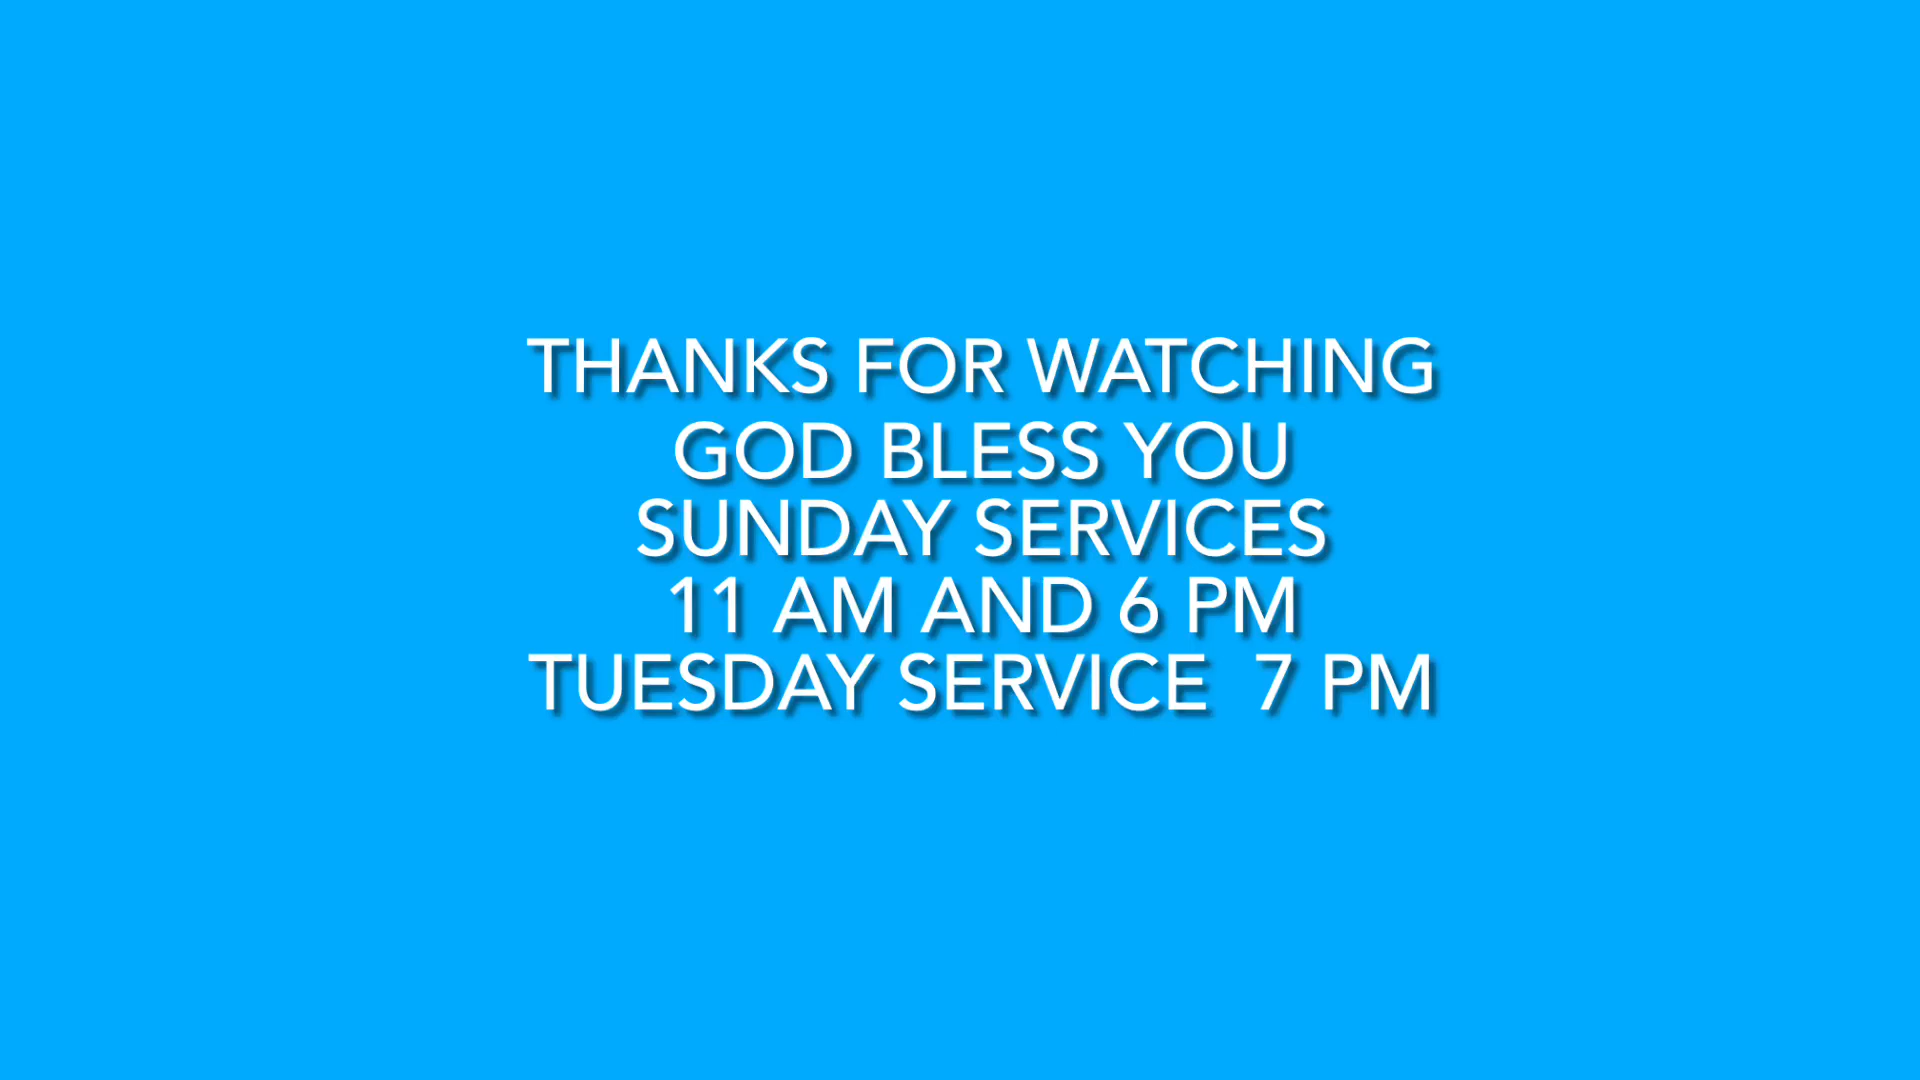 THANKS FOR WATCHING
GOD BLESS YOU
SUNDAY SERVICES
11 AM AND 6 PM
TUESDAY SERVICE  7 PM